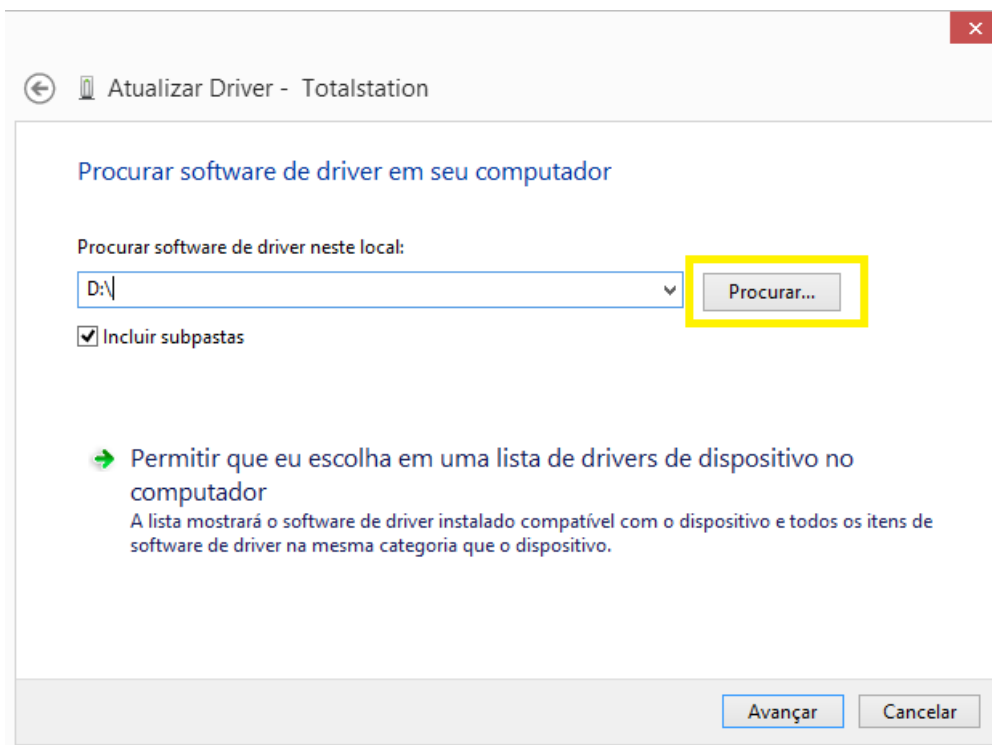 Atualizar Driver - Totalstation
Procurar software de driver em seu computador
Procurar software de driver neste local:
D:\
Procurar...
Incluir subpastas
Permitir que eu escolha em uma lista de drivers de dispositivo no
computador
A lista mostrará o software de driver instalado compatível com o dispositivo e todos os itens de
software de driver na mesma categoria que o dispositivo.
Avançar
Cancelar